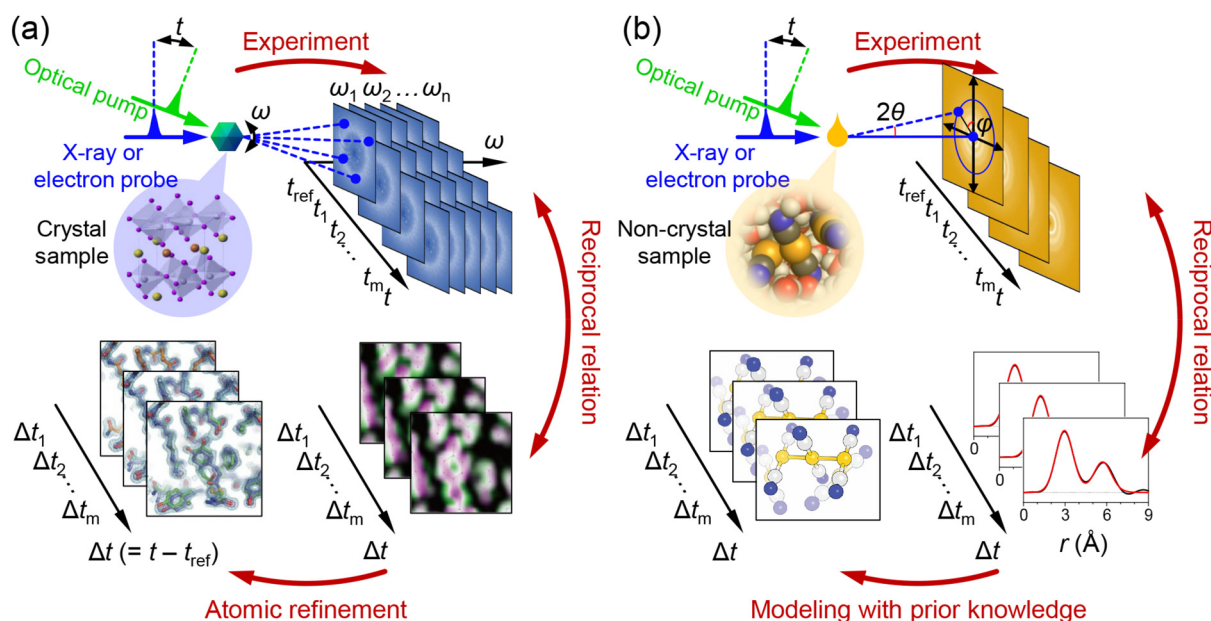 (a)
t
Experiment
Optical pump
ω
ω1 ω2 ... ωn
ω
X-ray or
electron probe
Crystal
sample
tref
t1
t2
...
tm
t
Reciprocal relation
Δt1
Δt2
...
Δtm
Δt (= t – tref)
Δt1
Δt2
...
Δtm
Δt
Atomic refinement
(b)
t
Experiment
Optical pump
2θ
φ
X-ray or
electron probe
Non-crystal
sample
tref
t1
t2
...
tm
t
Reciprocal relation
Δt1
Δt2
...
Δtm
Δt
Δt1
Δt2
...
Δtm
Δt
0
0
0 3 6 9
r (Å)
Modeling with prior knowledge